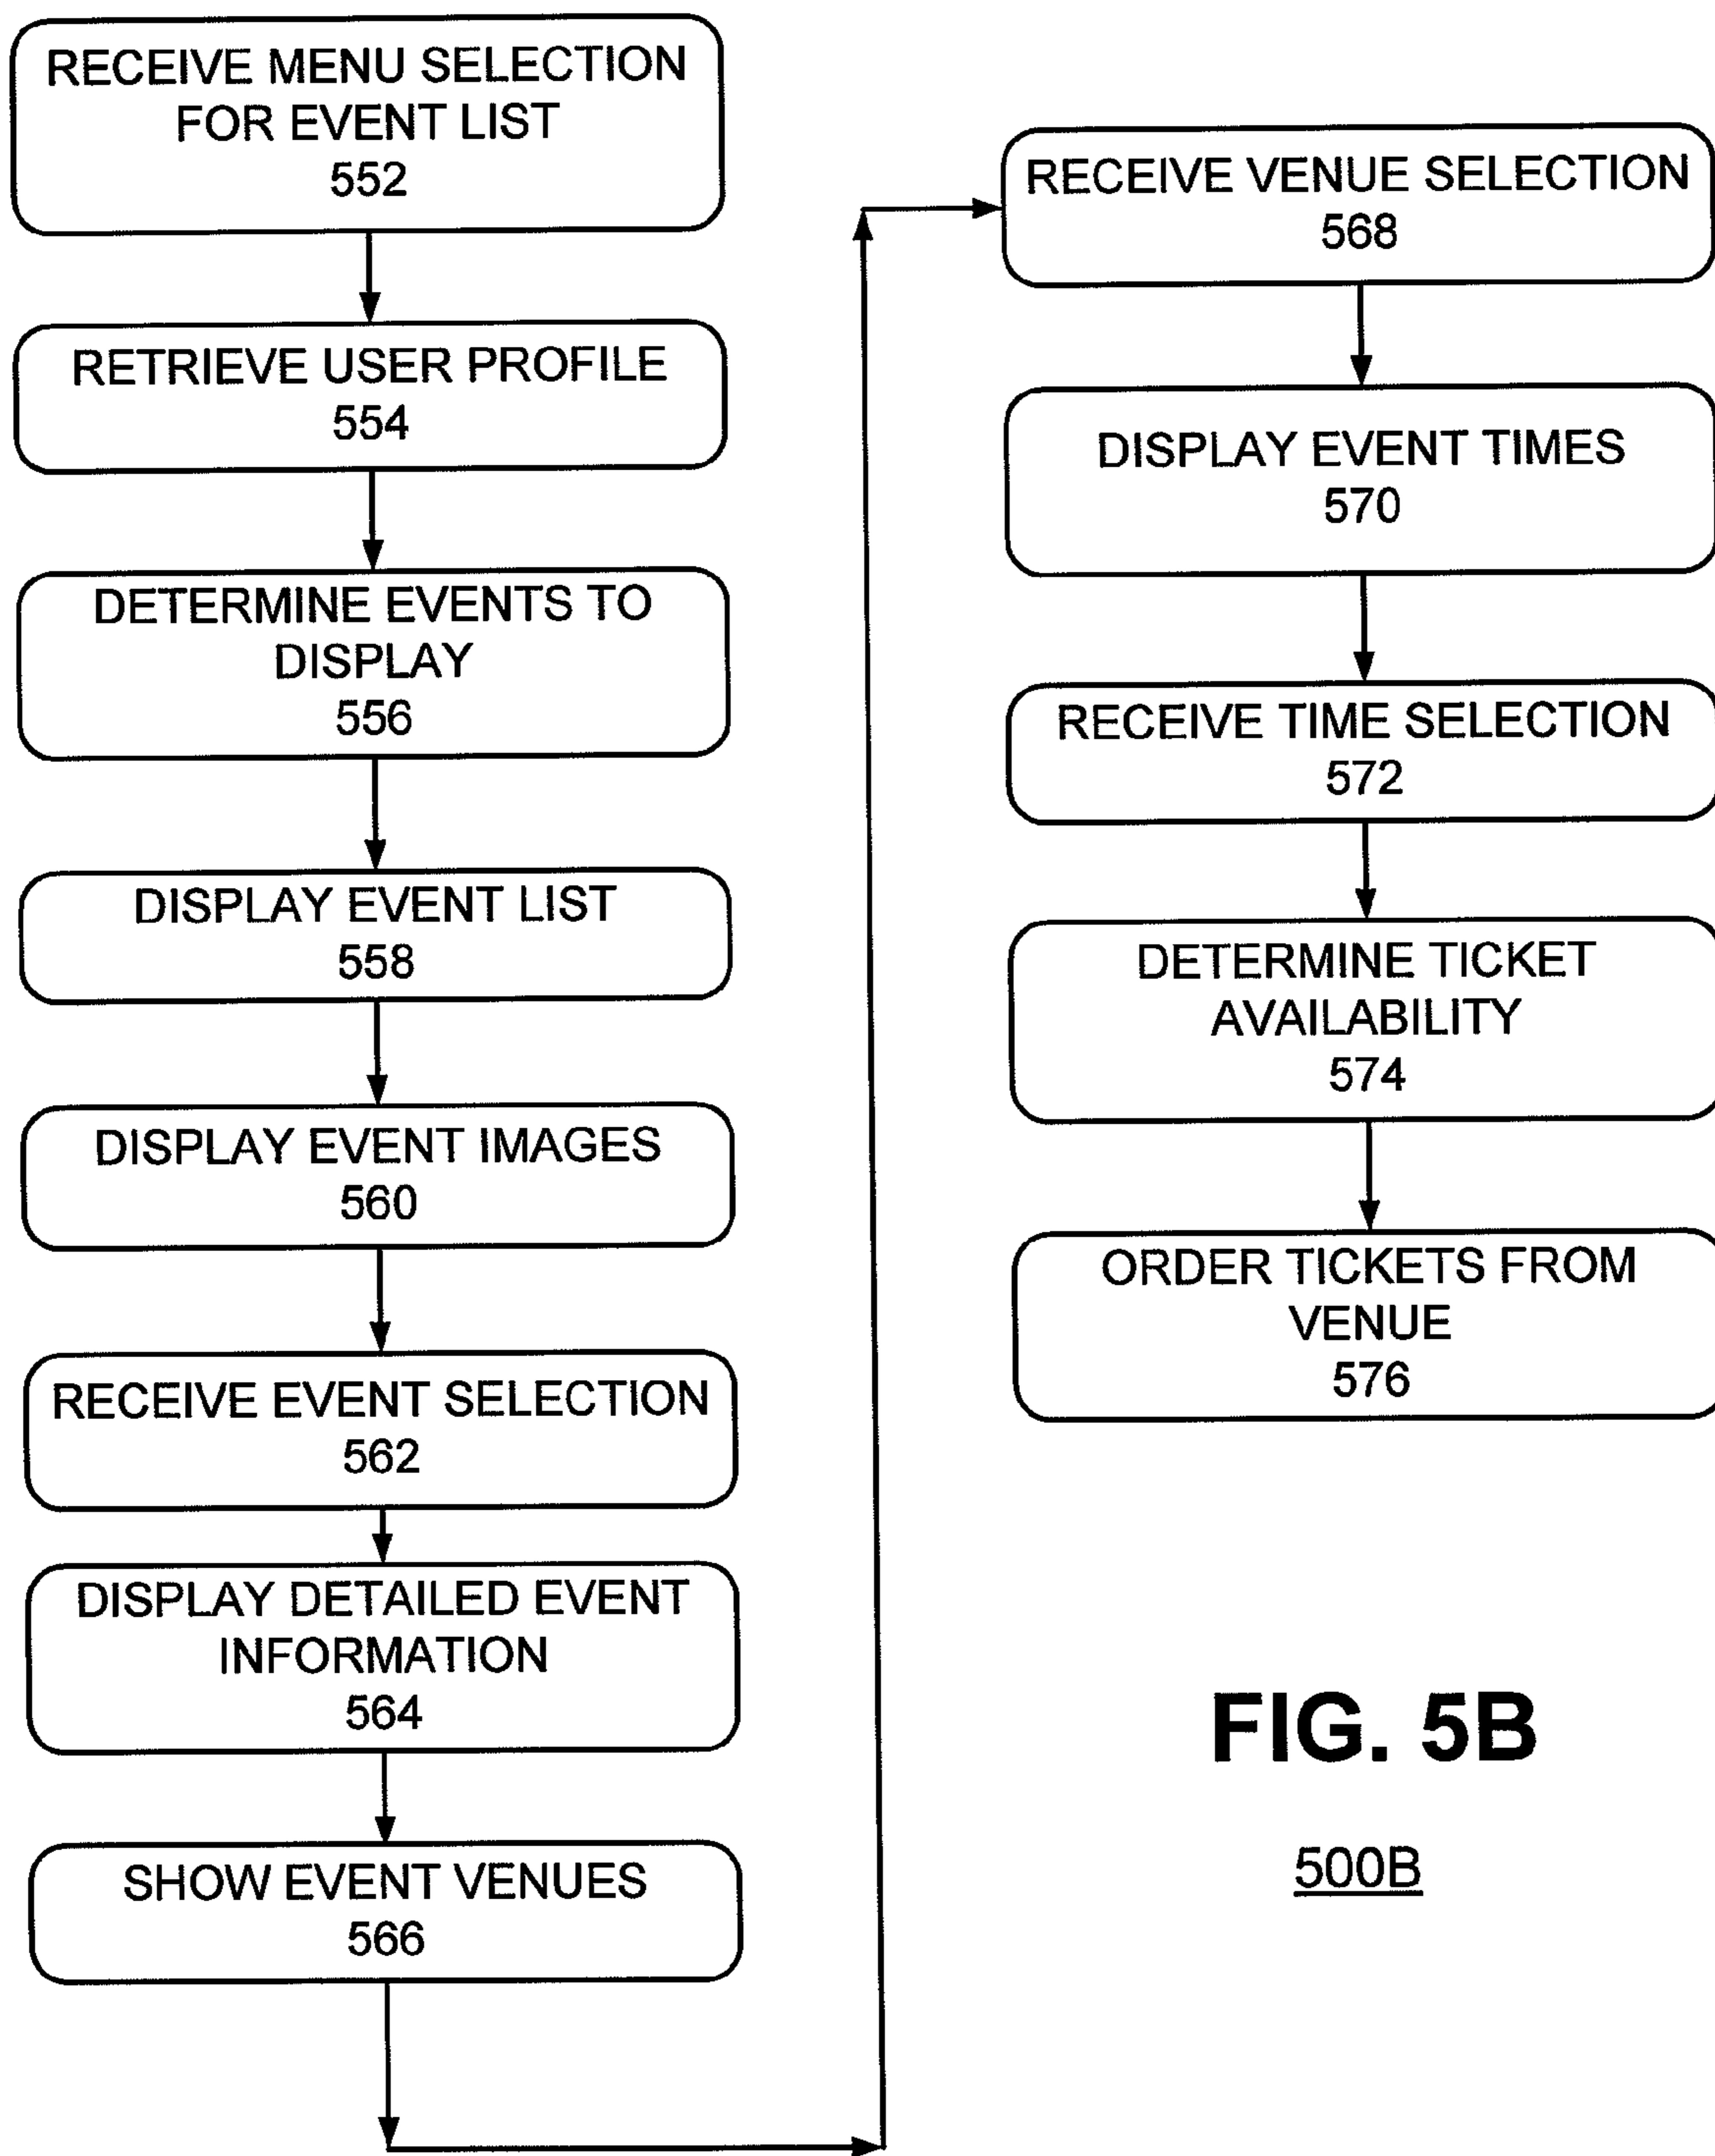 RECEIVE MENU SELECTION
FOR EVENT LIST
552
RETRIEVE USER PROFILE
554
DETERMINE EVENTS TO
DISPLAY
556
DISPLAY EVENT LIST
558
DISPLAY EVENT IMAGES
560
RECEIVE EVENT SELECTION
562
DISPLAY DETAILED EVENT
INFORMATION
564
SHOW EVENT VENUES
566
RECEIVE VENUE SELECTION
568
DISPLAY EVENT TIMES
570
RECEIVE TIME SELECTION
572
DETERMINE TICKET
AVAILABILITY
574
ORDER TICKETS FROM
VENUE
576
FIG. 5B
500B